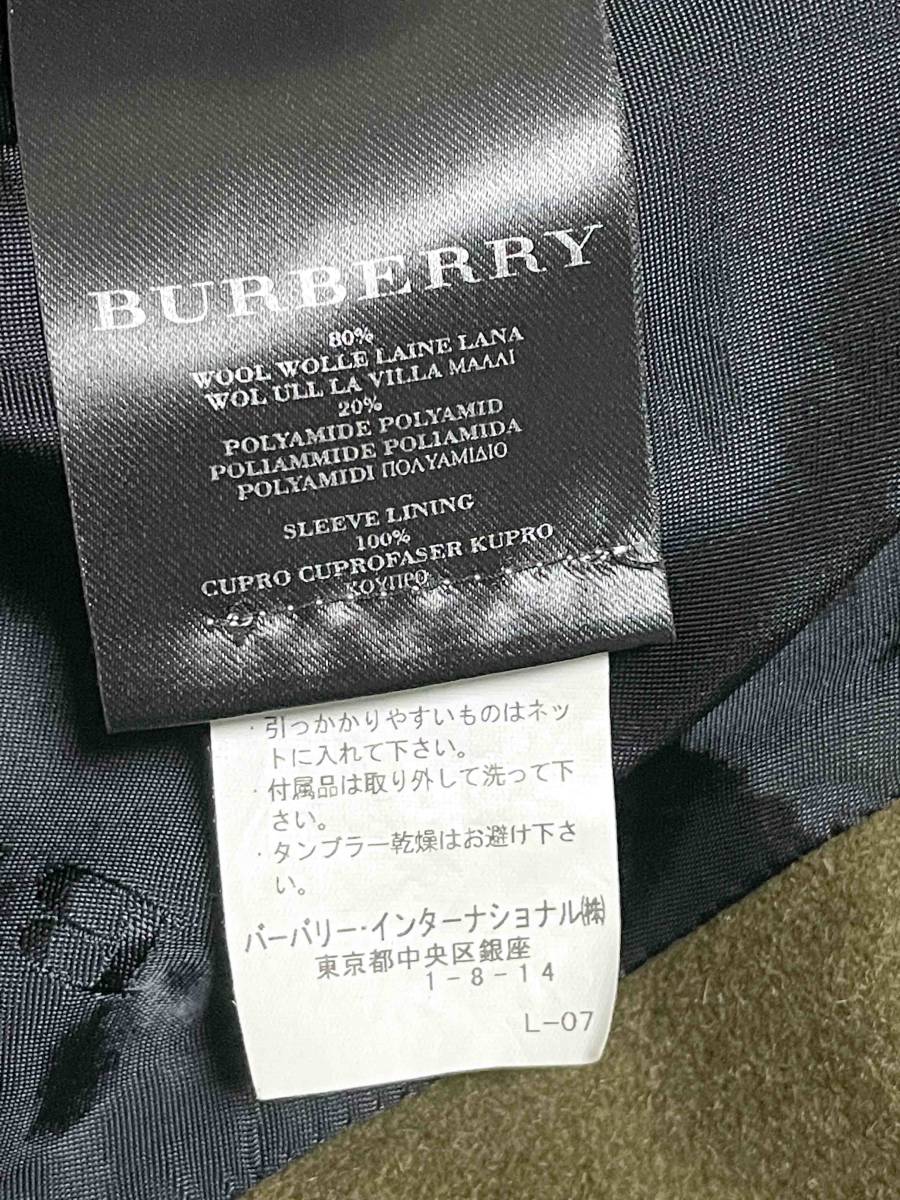 BURBERRY
80%
WOOL WOLLE LAINE LANA
WOL ULL LA VILLA ΜΑΛΛΙ
20%
POLYAMIDE POLYAMID
POLIAMMIDE POLIAMIDA
POLYAMIDI ΠΟΛΥΑΜΙΔΙΟ
SLEEVE LINING
100%
CUPRO CUPROFASER KUPRO
ΚΟΥΠΡΟ
・引っかかりやすいものはネッ
トに入れて下さい。
・付属品は取り外して洗って下
さい。
・タンブラー乾燥はお避け下さ
い。
バーバリー・インターナショナル㈱
東京都中央区銀座
1-8-14
L-07